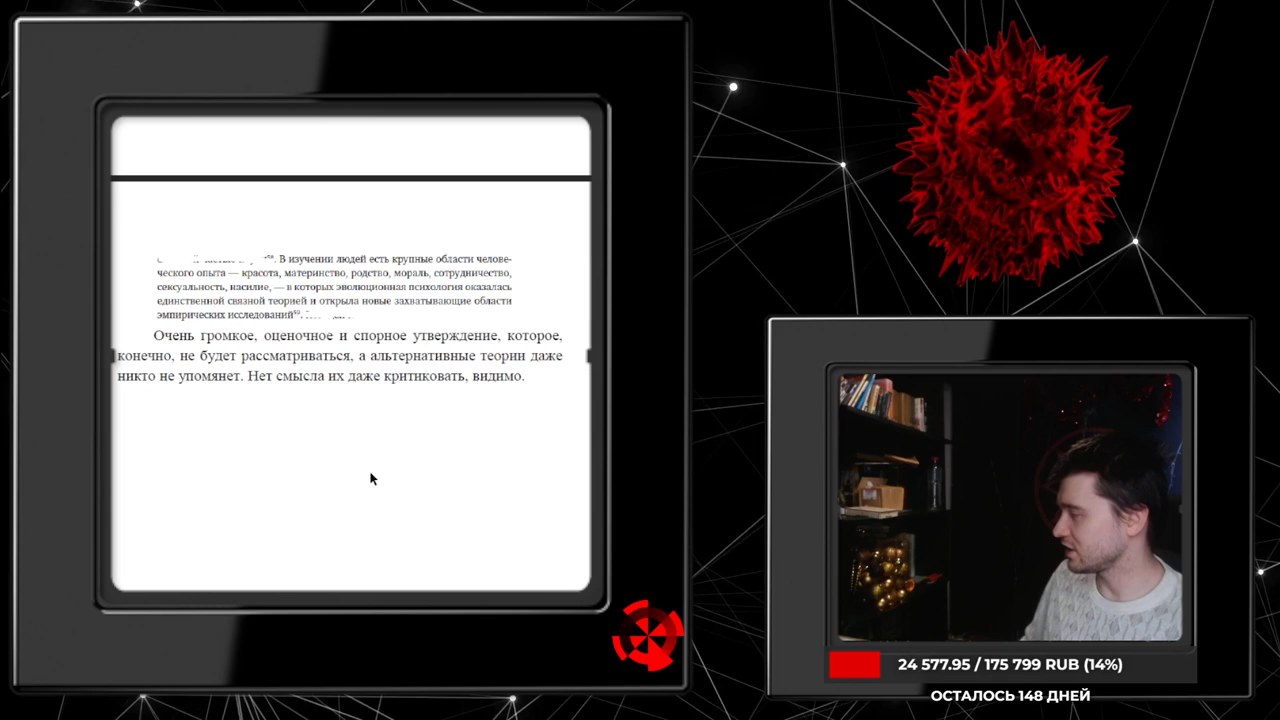 В изучении людей есть крупные области челове-
ческого опыта — красота, материнство, родство, мораль, сотрудничество,
сексуальность, насилие, — в которых эволюционная психология оказалась
единственной связной теорией и открыла новые захватывающие области
эмпирических исследований⁵⁹.
Очень громкое, оценочное и спорное утверждение, которое,
конечно, не будет рассматриваться, а альтернативные теории даже
никто не упомянет. Нет смысла их даже критиковать, видимо.
24 577.95 / 175 799 RUB (14%)
ОСТАЛОСЬ 148 ДНЕЙ